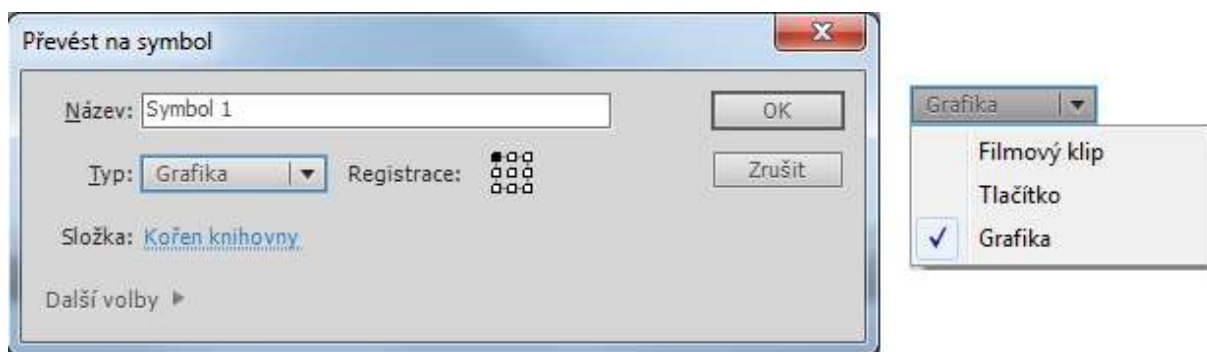 Převést na symbol
Název: Symbol 1
OK
Typ: Grafika
Registrace:
Zrušit
Složka: Kořen knihovny
Další volby
Grafika
Filmový klip
Tlačítko
Grafika